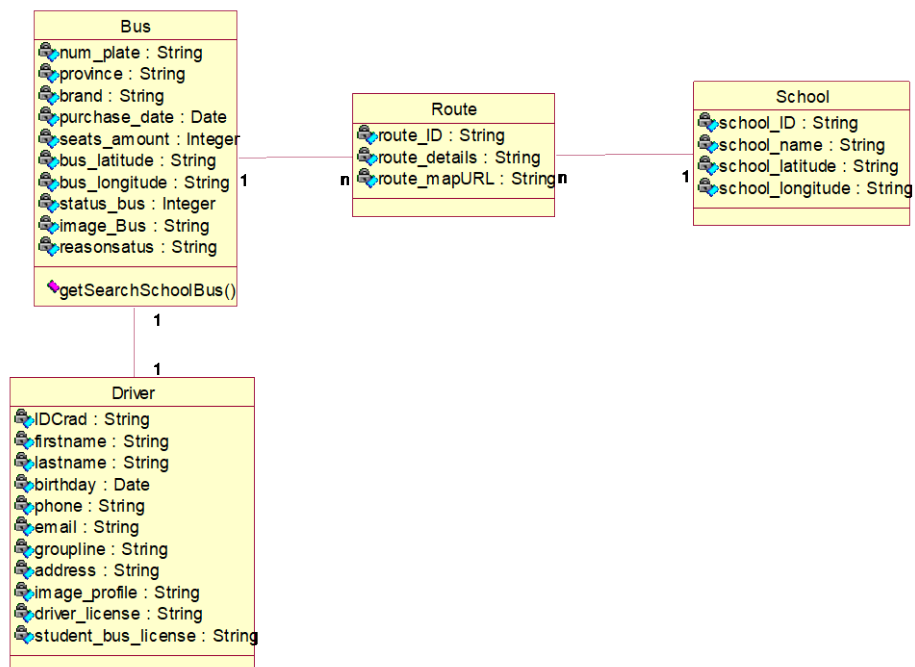 Bus
num_plate : String
province : String
brand : String
purchase_date : Date
seats_amount : Integer
bus_latitude : String
bus_longitude : String
status_bus : Integer
image_Bus : String
reasonsatus : String
getSearchSchoolBus()
1
n
Route
route_ID : String
route_details : String
route_mapURL : String
n
1
School
school_ID : String
school_name : String
school_latitude : String
school_longitude : String
1
1
Driver
IDCrad : String
firstname : String
lastname : String
birthday : Date
phone : String
email : String
groupline : String
address : String
image_profile : String
driver_license : String
student_bus_license : String